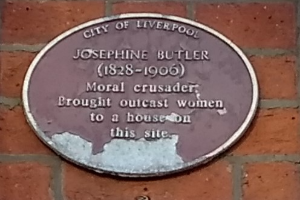 CITY OF LIVERPOOL
JOSEPHINE BUTLER
(1828-1906)
Moral crusader.
Brought outcast women
to a house on
this site